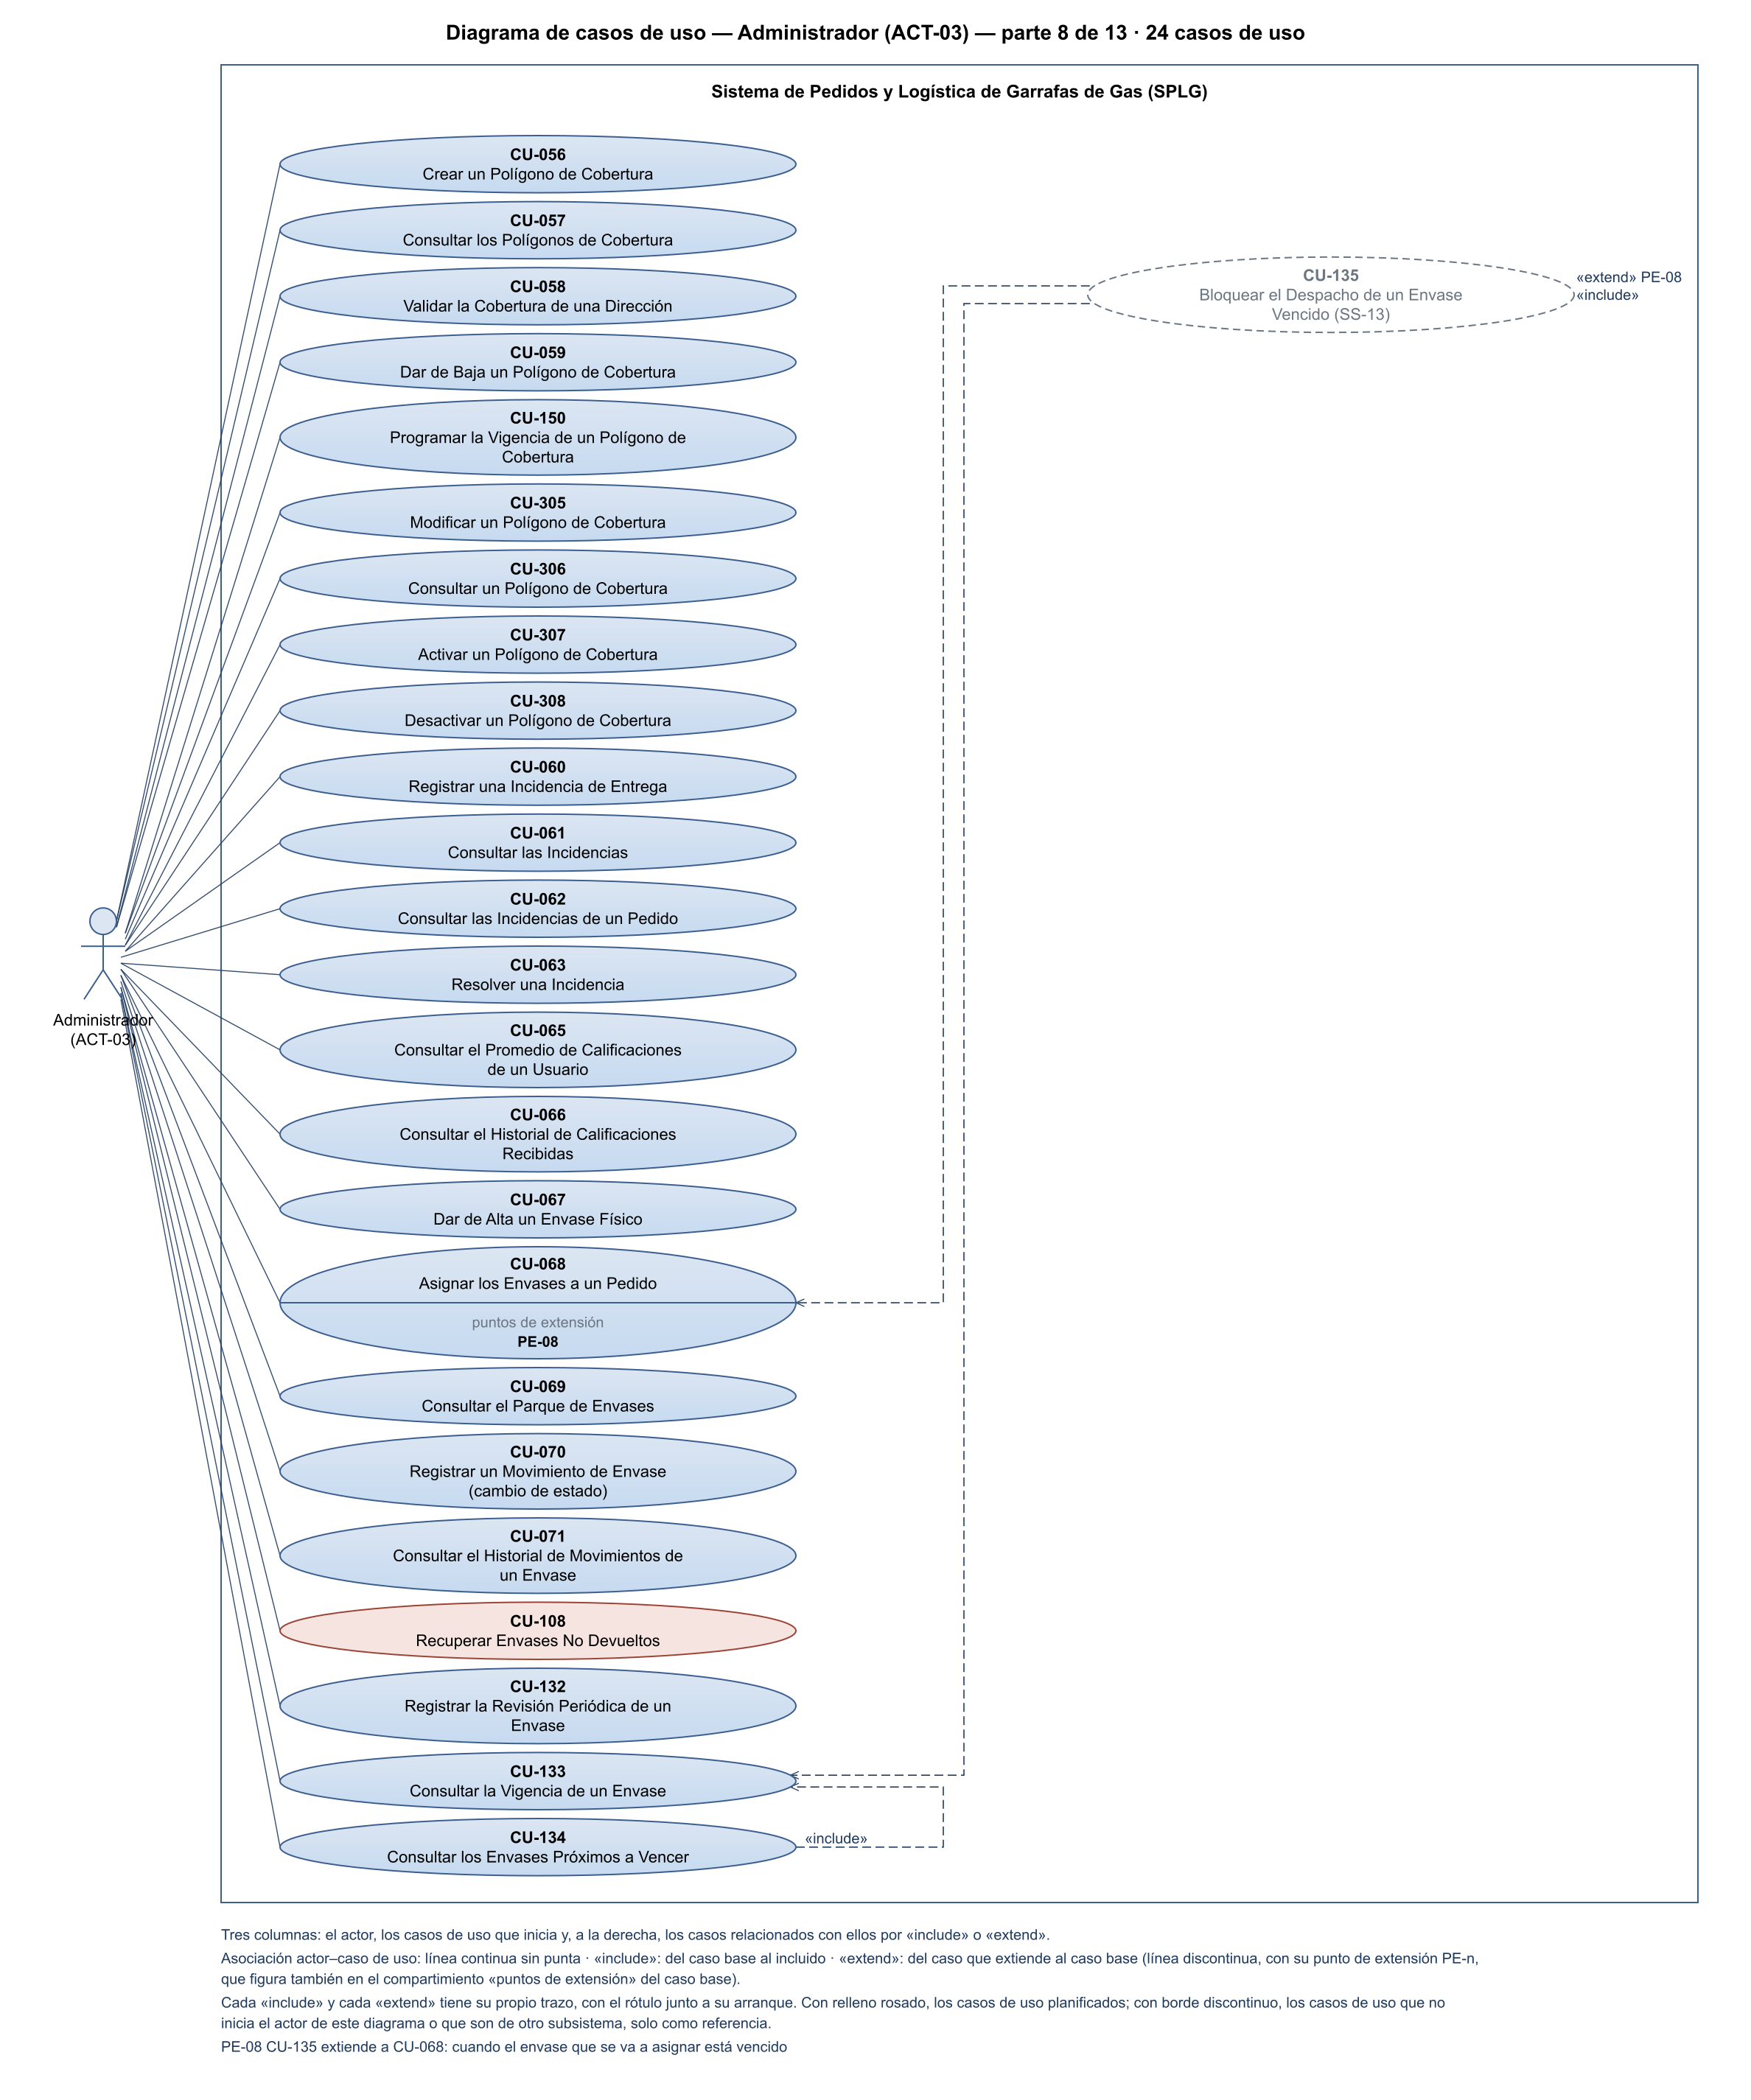 Diagrama de casos de uso — Administrador (ACT-03) — parte 8 de 13 · 24 casos de uso
Sistema de Pedidos y Logística de Garrafas de Gas (SPLG)
CU-056
Crear un Polígono de Cobertura
CU-057
Consultar los Polígonos de Cobertura
CU-058
Validar la Cobertura de una Dirección
CU-135
Bloquear el Despacho de un Envase
Vencido (SS-13)
«extend» PE-08
«include»
CU-059
Dar de Baja un Polígono de Cobertura
CU-150
Programar la Vigencia de un Polígono de
Cobertura
CU-305
Modificar un Polígono de Cobertura
CU-306
Consultar un Polígono de Cobertura
CU-307
Activar un Polígono de Cobertura
CU-308
Desactivar un Polígono de Cobertura
CU-060
Registrar una Incidencia de Entrega
CU-061
Consultar las Incidencias
CU-062
Consultar las Incidencias de un Pedido
CU-063
Resolver una Incidencia
Administrador
(ACT-03)
CU-065
Consultar el Promedio de Calificaciones
de un Usuario
CU-066
Consultar el Historial de Calificaciones
Recibidas
CU-067
Dar de Alta un Envase Físico
CU-068
Asignar los Envases a un Pedido
puntos de extensión
PE-08
CU-069
Consultar el Parque de Envases
CU-070
Registrar un Movimiento de Envase
(cambio de estado)
CU-071
Consultar el Historial de Movimientos de
un Envase
CU-108
Recuperar Envases No Devueltos
CU-132
Registrar la Revisión Periódica de un
Envase
CU-133
Consultar la Vigencia de un Envase
CU-134
Consultar los Envases Próximos a Vencer
«include»
Tres columnas: el actor, los casos de uso que inicia y, a la derecha, los casos relacionados con ellos por «include» o «extend».
Asociación actor–caso de uso: línea continua sin punta · «include»: del caso base al incluido · «extend»: del caso que extiende al caso base (línea discontinua, con su punto de extensión PE-n,
que figura también en el compartimiento «puntos de extensión» del caso base).
Cada «include» y cada «extend» tiene su propio trazo, con el rótulo junto a su arranque. Con relleno rosado, los casos de uso planificados; con borde discontinuo, los casos de uso que no
inicia el actor de este diagrama o que son de otro subsistema, solo como referencia.
PE-08 CU-135 extiende a CU-068: cuando el envase que se va a asignar está vencido